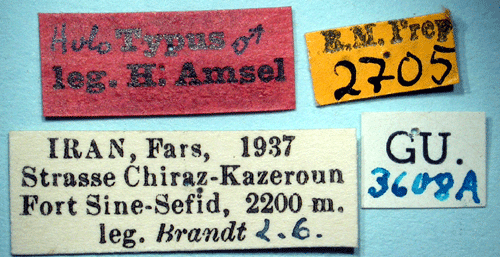 Holo Typus ♂
leg. H. Amsel
R.M. Prep
2705
IRAN, Fars, 1937
Strasse Chiraz-Kazeroun
Fort Sine-Sefid, 2200 m.
leg. Brandt 2.6.
GU.
3608A